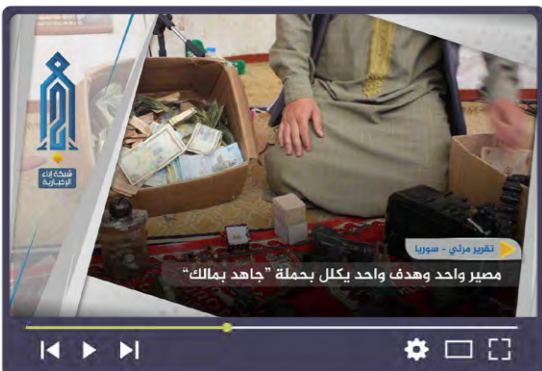 شبكة إباء
الإخبارية
تقرير مرئي - سوريا
مصير واحد وهدف واحد يكلل بحملة "جاهد بمالك“